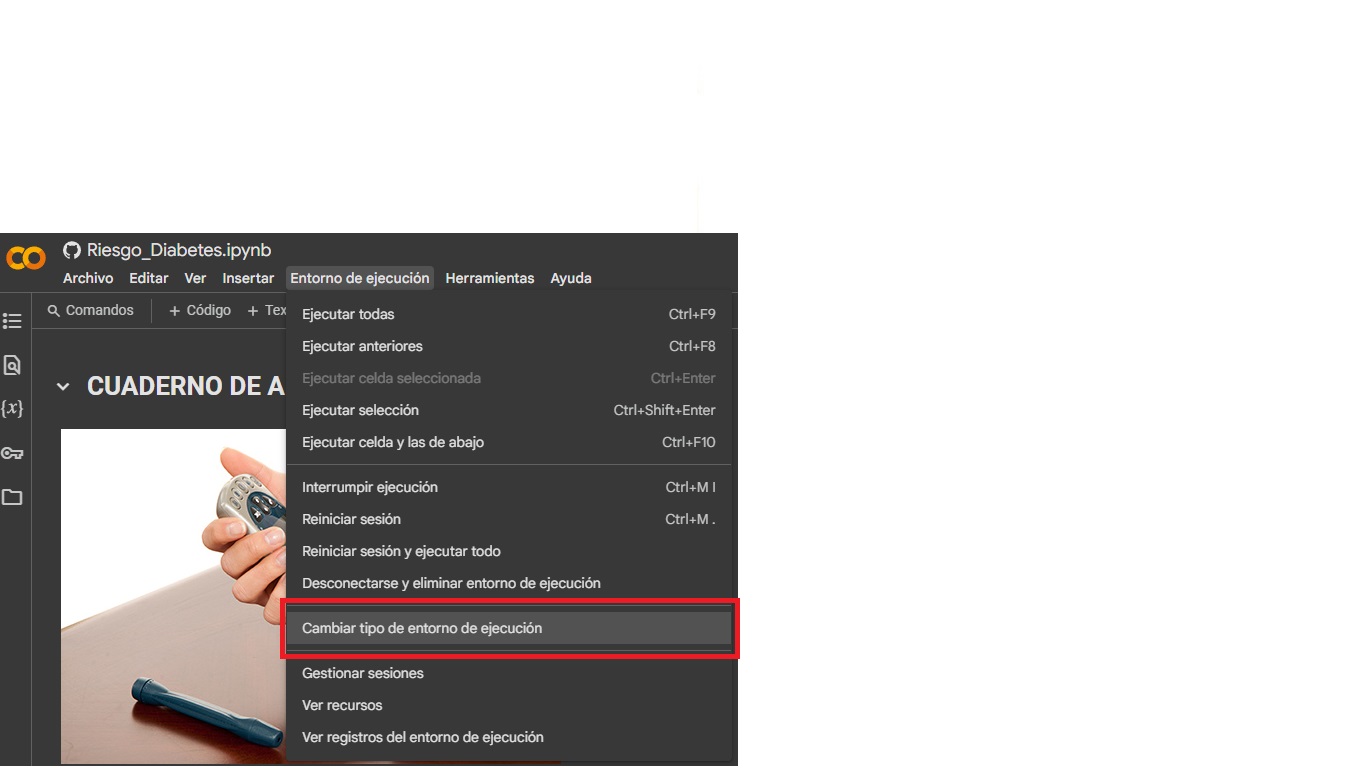 Riesgo_Diabetes.ipynb
Archivo Editar Ver Insertar Entorno de ejecución Herramientas Ayuda
Comandos + Código + Tex
Ejecutar todas Ctrl+F9
Ejecutar anteriores Ctrl+F8
Ejecutar celda seleccionada Ctrl+Enter
Ejecutar selección Ctrl+Shift+Enter
Ejecutar celda y las de abajo Ctrl+F10
CUADERNO DE A
{x}
Interrumpir ejecución Ctrl+M I
Reiniciar sesión Ctrl+M .
Reiniciar sesión y ejecutar todo
Desconectarse y eliminar entorno de ejecución
Cambiar tipo de entorno de ejecución
Gestionar sesiones
Ver recursos
Ver registros del entorno de ejecución